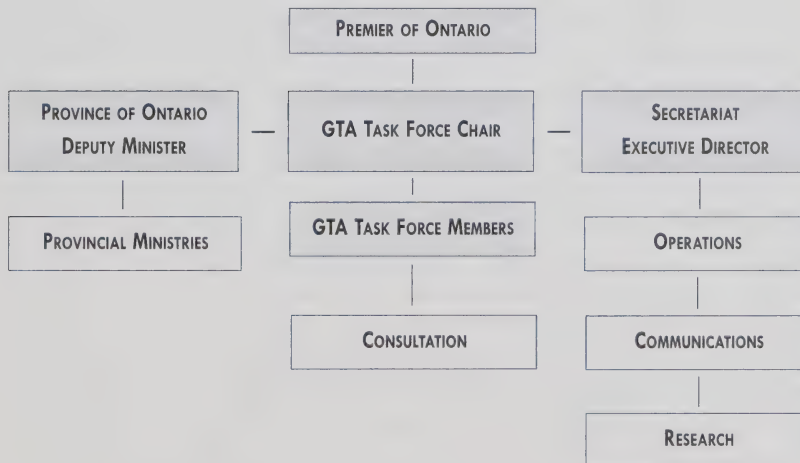 PREMIER OF ONTARIO
PROVINCE OF ONTARIO
DEPUTY MINISTER
GTA TASK FORCE CHAIR
SECRETARIAT
EXECUTIVE DIRECTOR
PROVINCIAL MINISTRIES
GTA TASK FORCE MEMBERS
OPERATIONS
CONSULTATION
COMMUNICATIONS
RESEARCH